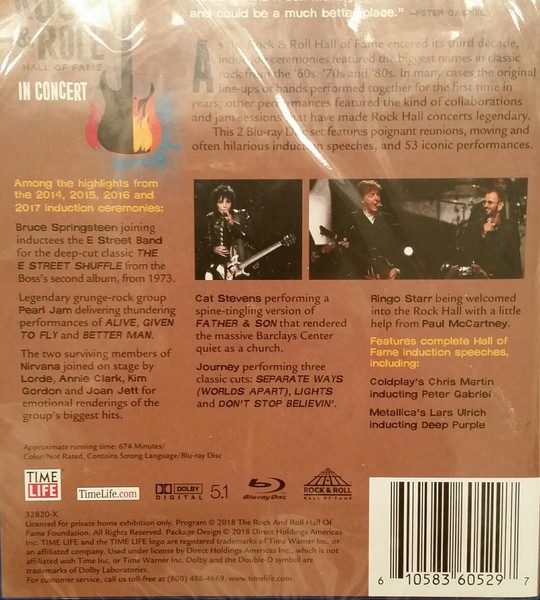 ROCK
& ROLL
HALL OF FAME
IN CONCERT
and could be a much better place." —PETER GABRIEL
As the Rock & Roll Hall of Fame entered its third decade,
induction ceremonies featured the biggest names in classic
rock from the '60s, '70s and '80s. In many cases the original
line-ups of bands performed together for the first time in
years; other performances featured the kind of collaborations
and jam sessions that have made Rock Hall concerts legendary.
This 2 Blu-ray Disc set features poignant reunions, moving and
often hilarious induction speeches, and 53 iconic performances.
Among the highlights from
the 2014, 2015, 2016 and
2017 induction ceremonies:
Bruce Springsteen joining
inductees the E Street Band
for the deep-cut classic THE
E STREET SHUFFLE from the
Boss's second album, from 1973.
Legendary grunge-rock group
Pearl Jam delivering thundering
performances of ALIVE, GIVEN
TO FLY and BETTER MAN.
The two surviving members of
Nirvana joined on stage by
Lorde, Annie Clark, Kim
Gordon and Joan Jett for
emotional renderings of the
group's biggest hits.
Cat Stevens performing a
spine-tingling version of
FATHER & SON that rendered
the massive Barclays Center
quiet as a church.
Journey performing three
classic cuts: SEPARATE WAYS
(WORLDS APART), LIGHTS
and DON'T STOP BELIEVIN'.
Ringo Starr being welcomed
into the Rock Hall with a little
help from Paul McCartney.
Features complete Hall of
Fame induction speeches,
including:
Coldplay's Chris Martin
inducting Peter Gabriel
Metallica's Lars Ulrich
inducting Deep Purple
Approximate running time: 674 Minutes/
Color/Not Rated, Contains Strong Language/Blu-ray Disc
TIME
LIFE
TimeLife.com
DOLBY
DIGITAL 5.1
Blu-ray Disc
ROCK & ROLL
HALL OF FAME
32820-X
Licensed for private home exhibition only. Program © 2018 The Rock And Roll Hall Of
Fame Foundation. All Rights Reserved. Package Design © 2018 Direct Holdings Americas
Inc. TIME LIFE and the TIME LIFE logo are registered trademarks of Time Warner Inc. or
an affiliated company. Used under license by Direct Holdings Americas Inc., which is not
affiliated with Time Inc. or Time Warner Inc. Dolby and the Double-D symbol are
trademarks of Dolby Laboratories.
For customer service, call us toll-free at (800) 488-4669. www.timelife.com
6 10583 60529 7